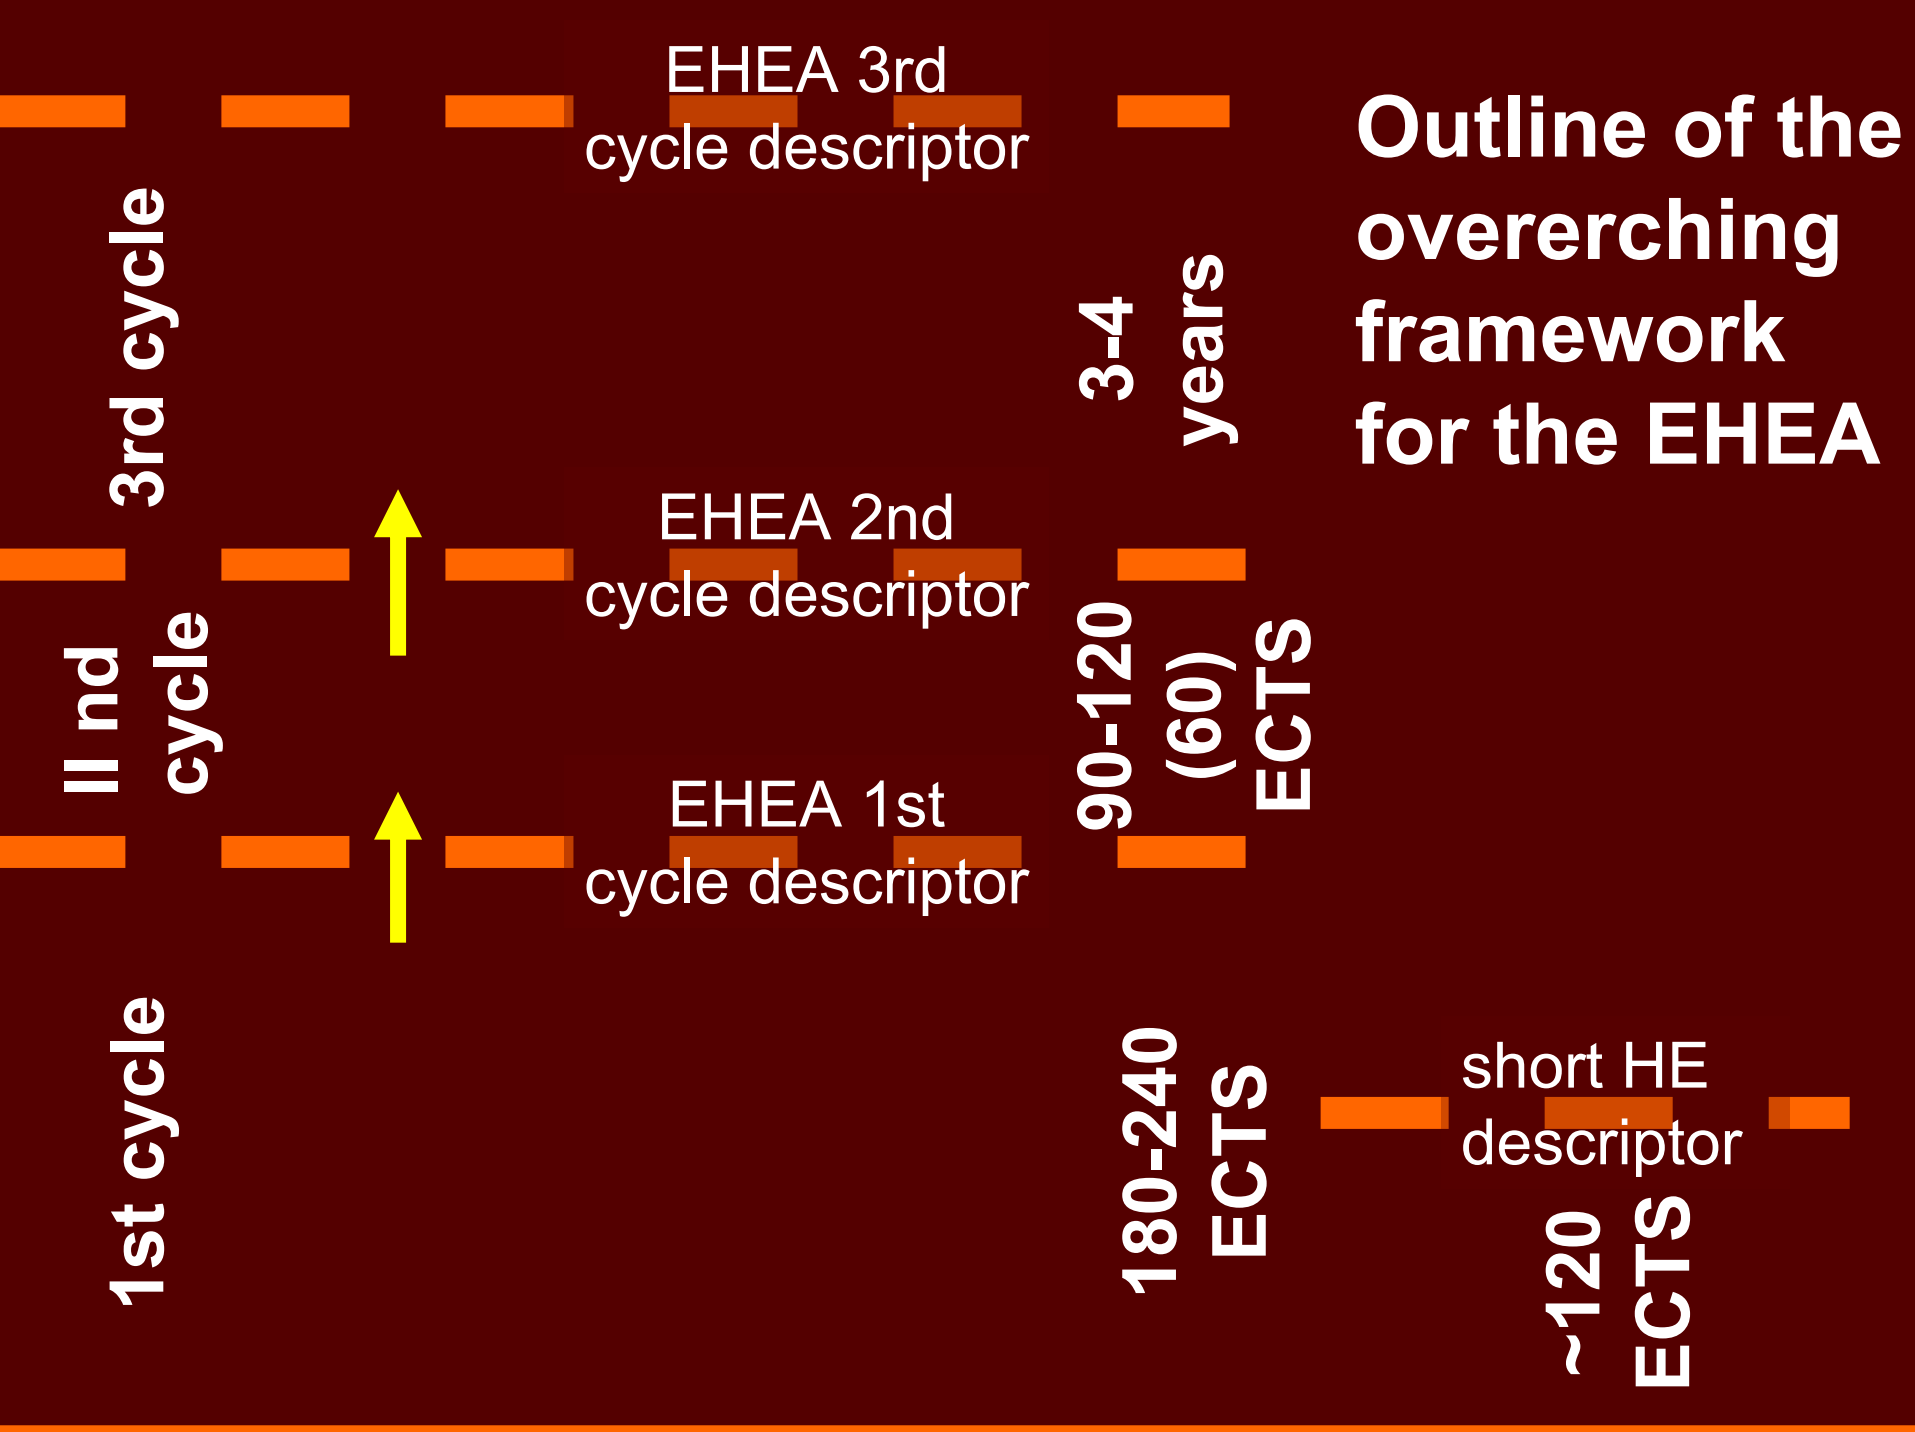 EHEA 3rd
cycle descriptor
Outline of the
overerching
framework
for the EHEA
3rd cycle
3-4
years
EHEA 2nd
cycle descriptor
II nd
cycle
90-120
(60)
ECTS
EHEA 1st
cycle descriptor
1st cycle
180-240
ECTS
short HE
descriptor
~120
ECTS